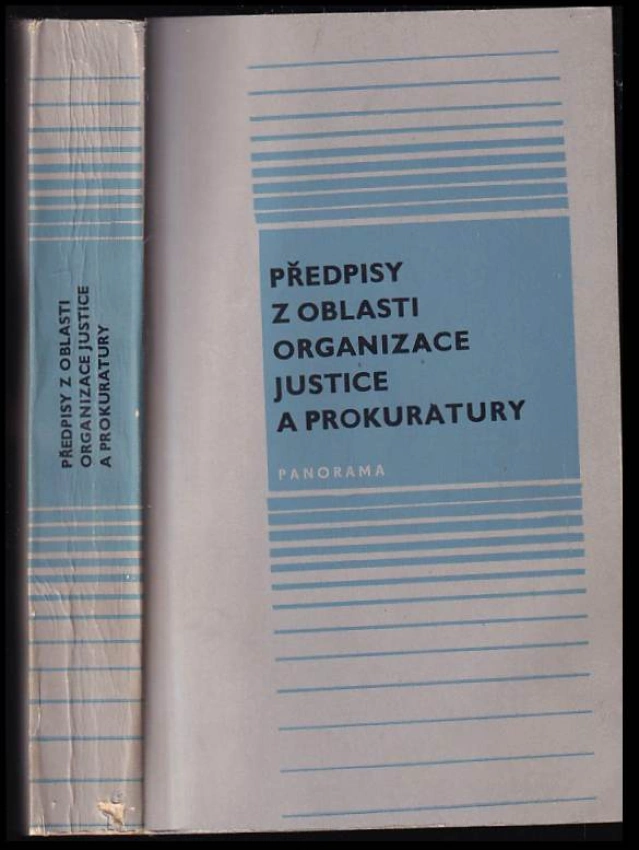 PŘEDPISY Z OBLASTI
ORGANIZACE JUSTICE
A PROKURATURY
PŘEDPISY
Z OBLASTI
ORGANIZACE
JUSTICE
A PROKURATURY
PANORAMA